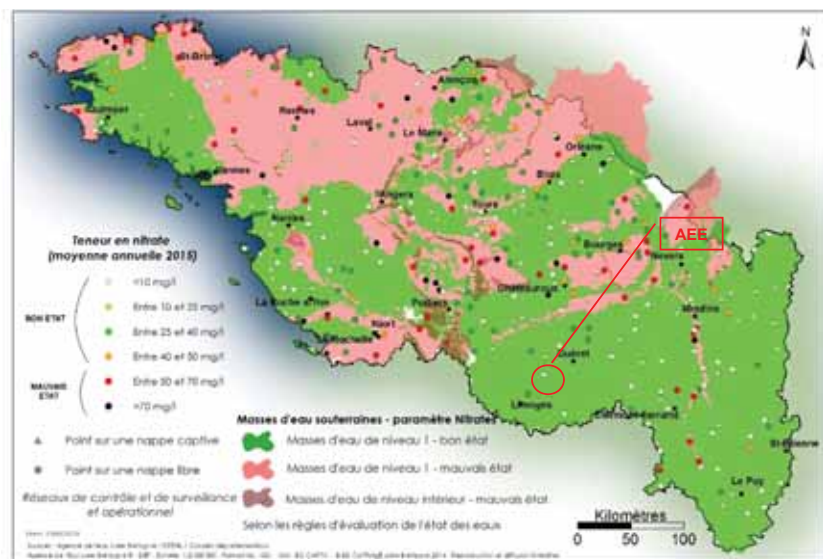 N
St-Brieuc
Alençon
Quimper
Rennes
Laval
Le Mans
Orléans
Vannes
Blois
Angers
Tours
AEE
Nantes
Bourges
Nevers
Teneur en nitrate
(moyenne annuelle 2015)
Châteauroux
<10 mg/l
La Roche s/Yon
Poitiers
Moulins
BON ETAT
Entre 10 et 25 mg/l
Entre 25 et 40 mg/l
Niort
La Rochelle
Entre 40 et 50 mg/l
Guéret
MAUVAIS
ETAT
Entre 50 et 70 mg/l
>70 mg/l
Limoges
Clermont-Ferrand
Masses d'eau souterraines - paramètre Nitrates
Point sur une nappe captive
Masses d'eau de niveau 1 - bon état
St-Etienne
Point sur une nappe libre
Masses d'eau de niveau 1 - mauvais état
Le Puy
Réseaux de contrôle et de surveillance
et opérationnel
Masses d'eau de niveau inférieur - mauvais état
Kilomètres
Selon les règles d'évaluation de l'état des eaux
0 50 100